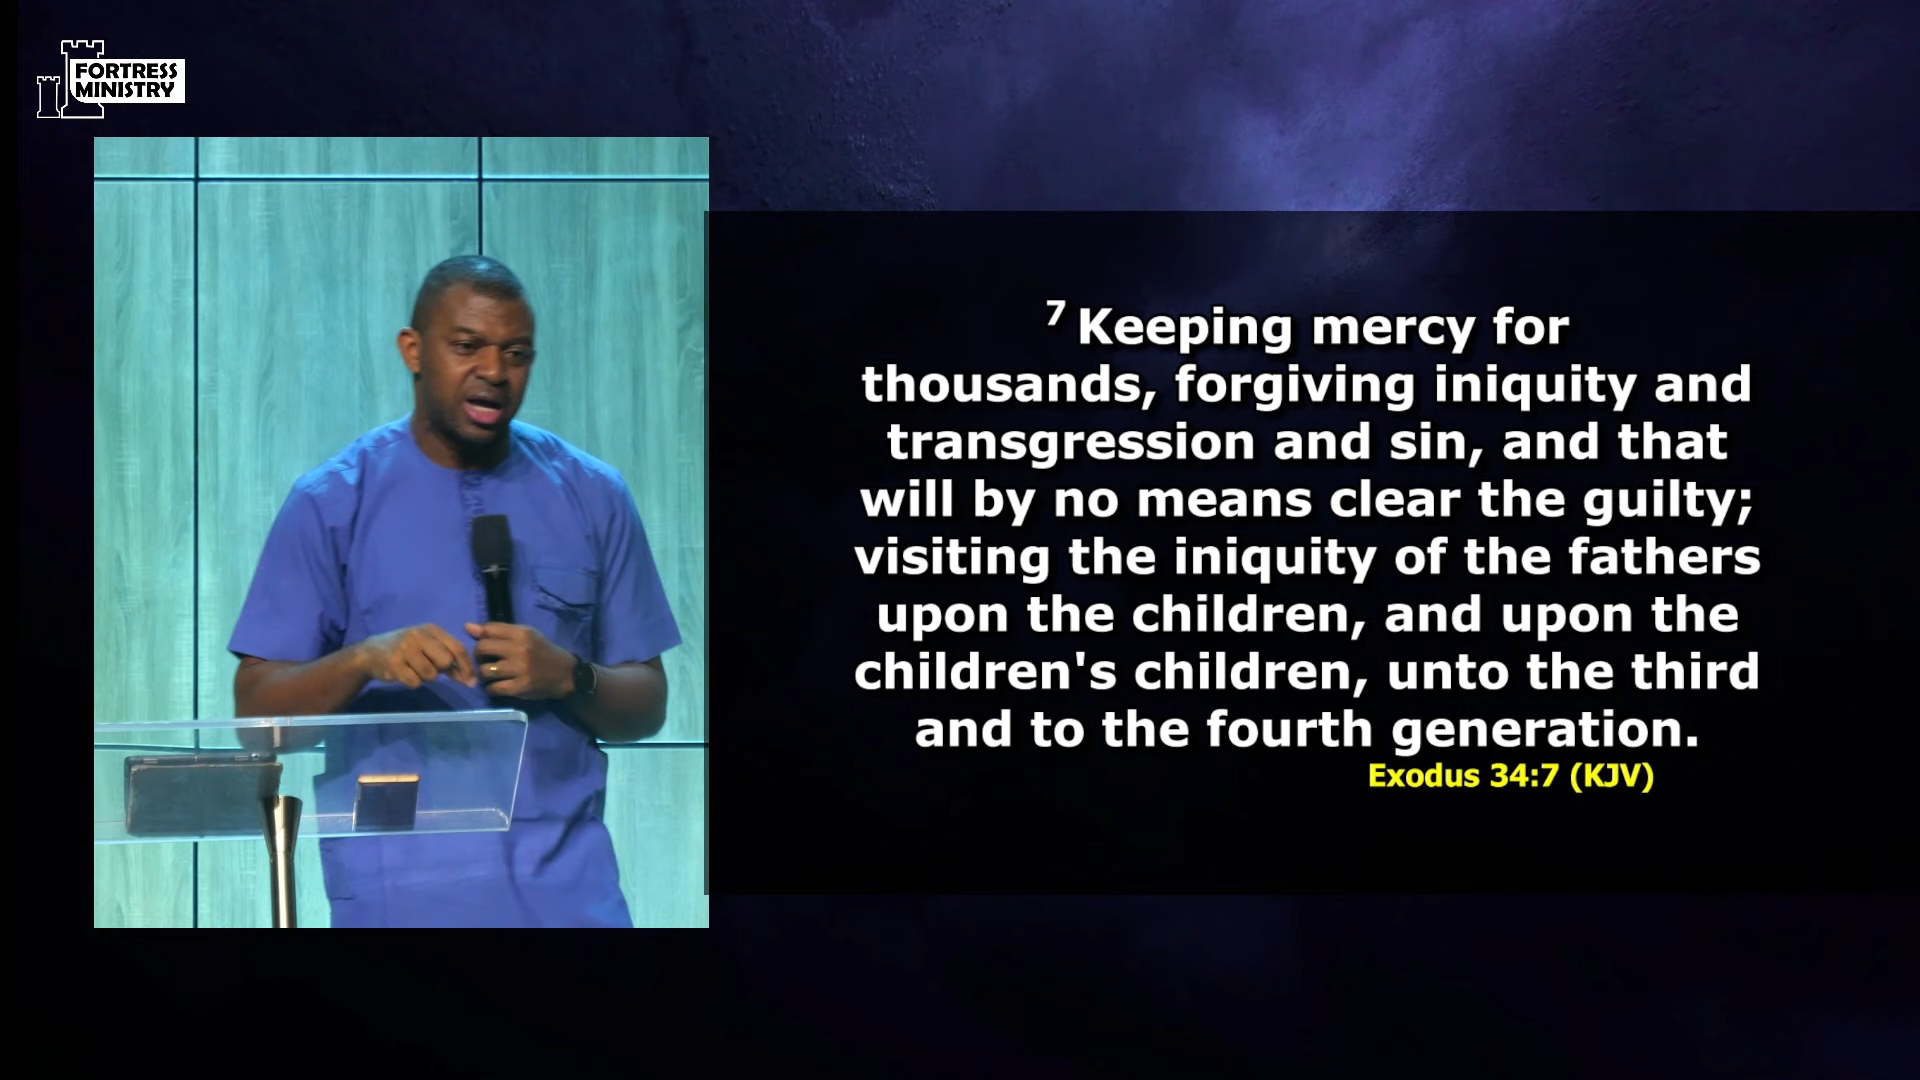 FORTRESS
MINISTRY
7 Keeping mercy for
thousands, forgiving iniquity and
transgression and sin, and that
will by no means clear the guilty;
visiting the iniquity of the fathers
upon the children, and upon the
children's children, unto the third
and to the fourth generation.
Exodus 34:7 (KJV)